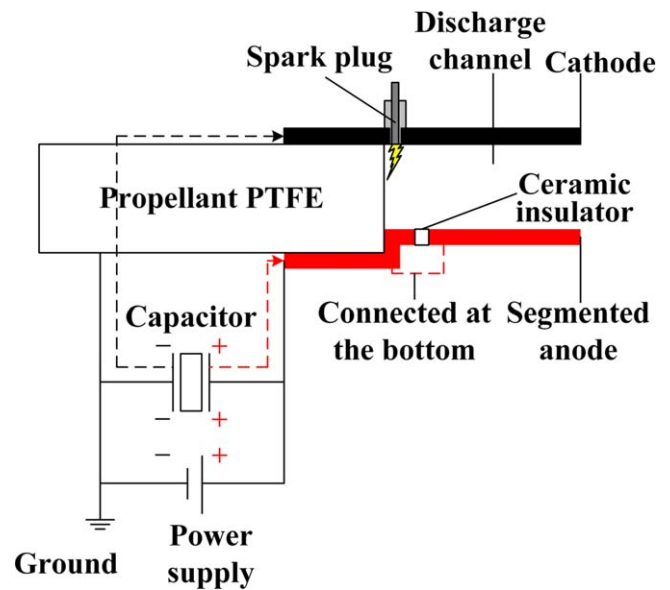 Discharge
Spark plug channel Cathode
Propellant PTFE
Ceramic
insulator
Capacitor
Connected at
the bottom
Segmented
anode
− +
− +
− +
Ground
Power
supply